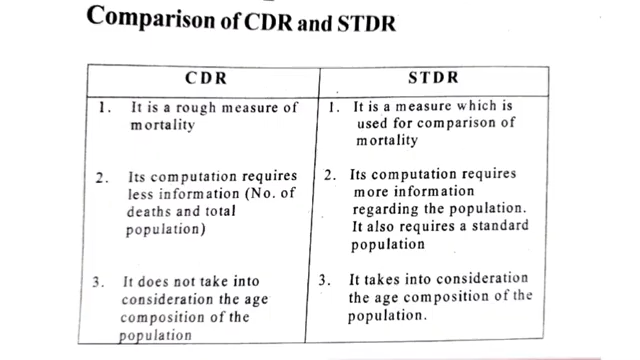 Comparison of CDR and STDR
CDR
STDR
1. It is a rough measure of
mortality
1. It is a measure which is
used for comparison of
mortality
2. Its computation requires
less information (No. of
deaths and total
population)
2. Its computation requires
more information
regarding the population.
It also requires a standard
population
3. It does not take into
consideration the age
composition of the
population
3. It takes into consideration
the age composition of the
population.